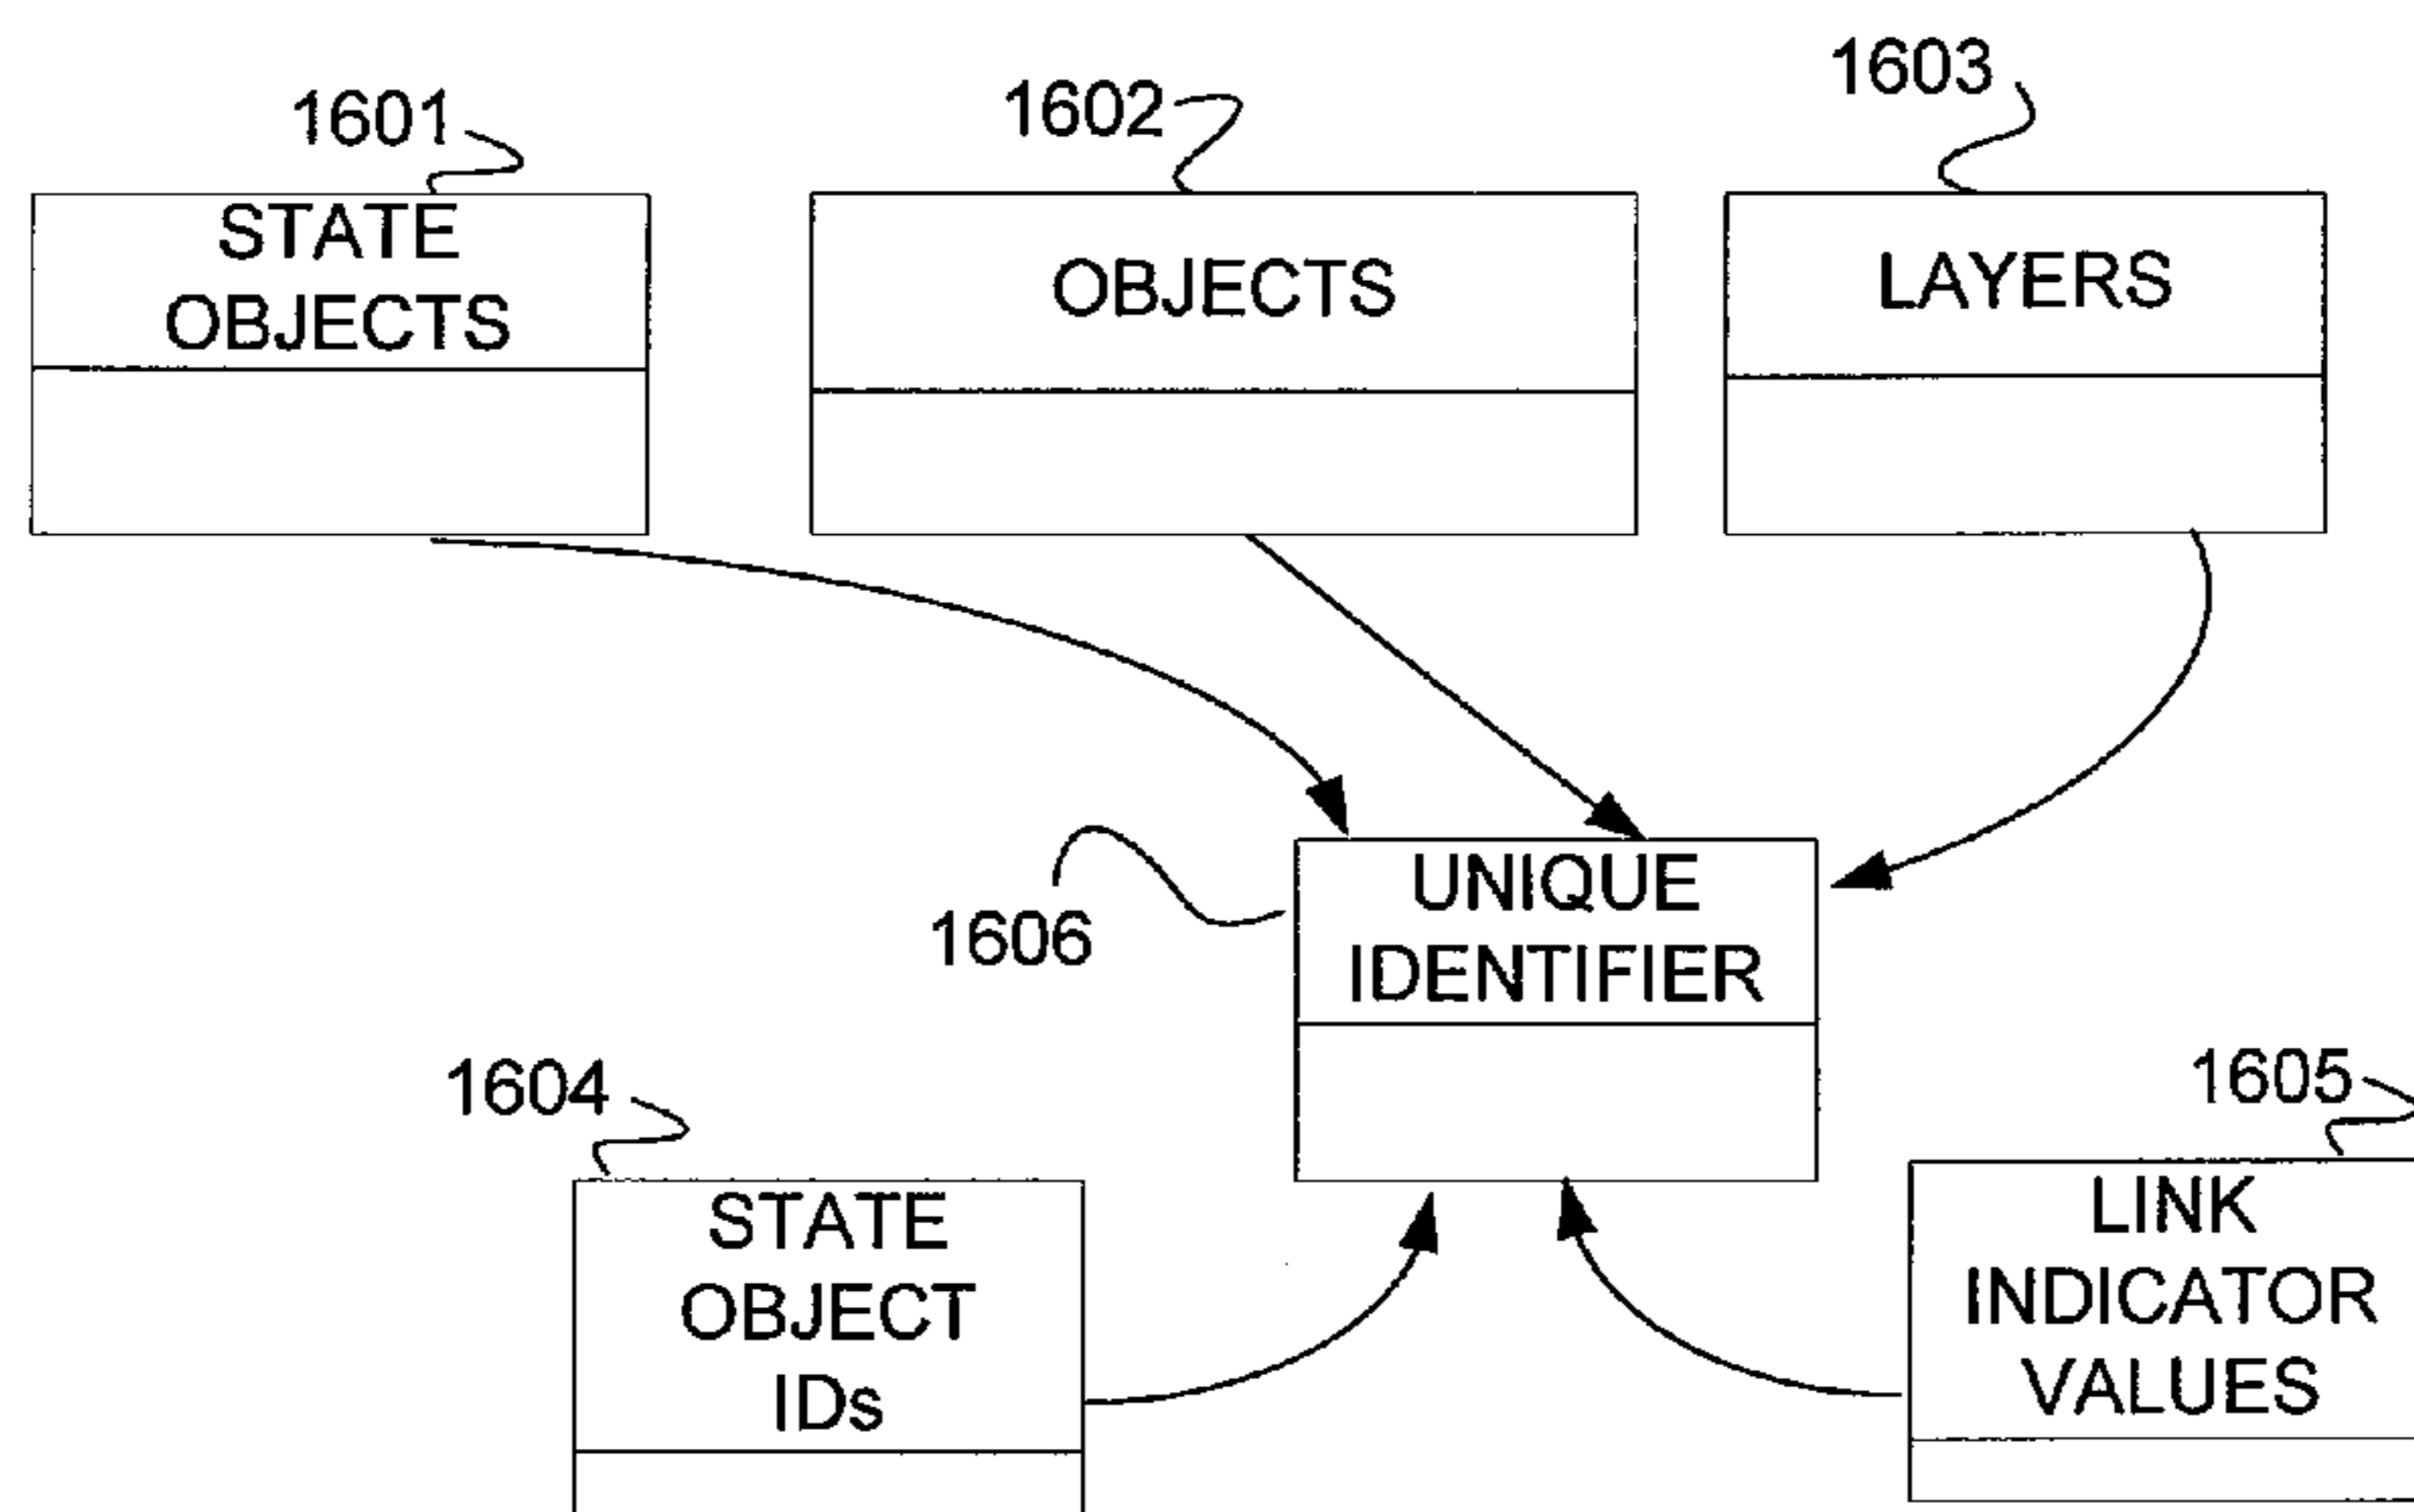 1601
1602
1603
STATE
OBJECTS
OBJECTS
LAYERS
1606
UNIQUE
IDENTIFIER
1604
1605
STATE
OBJECT
IDs
LINK
INDICATOR
VALUES